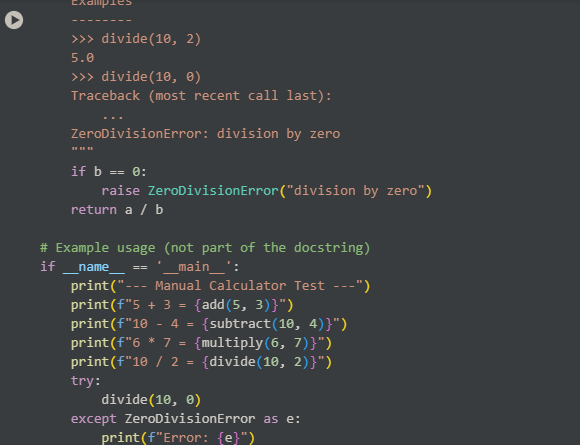 Examples
--------
>>> divide(10, 2)
5.0
>>> divide(10, 0)
Traceback (most recent call last):
    ...
ZeroDivisionError: division by zero
"""
if b == 0:
    raise ZeroDivisionError("division by zero")
return a / b
# Example usage (not part of the docstring)
if __name__ == '__main__':
    print("--- Manual Calculator Test ---")
    print(f"5 + 3 = {add(5, 3)}")
    print(f"10 - 4 = {subtract(10, 4)}")
    print(f"6 * 7 = {multiply(6, 7)}")
    print(f"10 / 2 = {divide(10, 2)}")
    try:
        divide(10, 0)
    except ZeroDivisionError as e:
        print(f"Error: {e}")